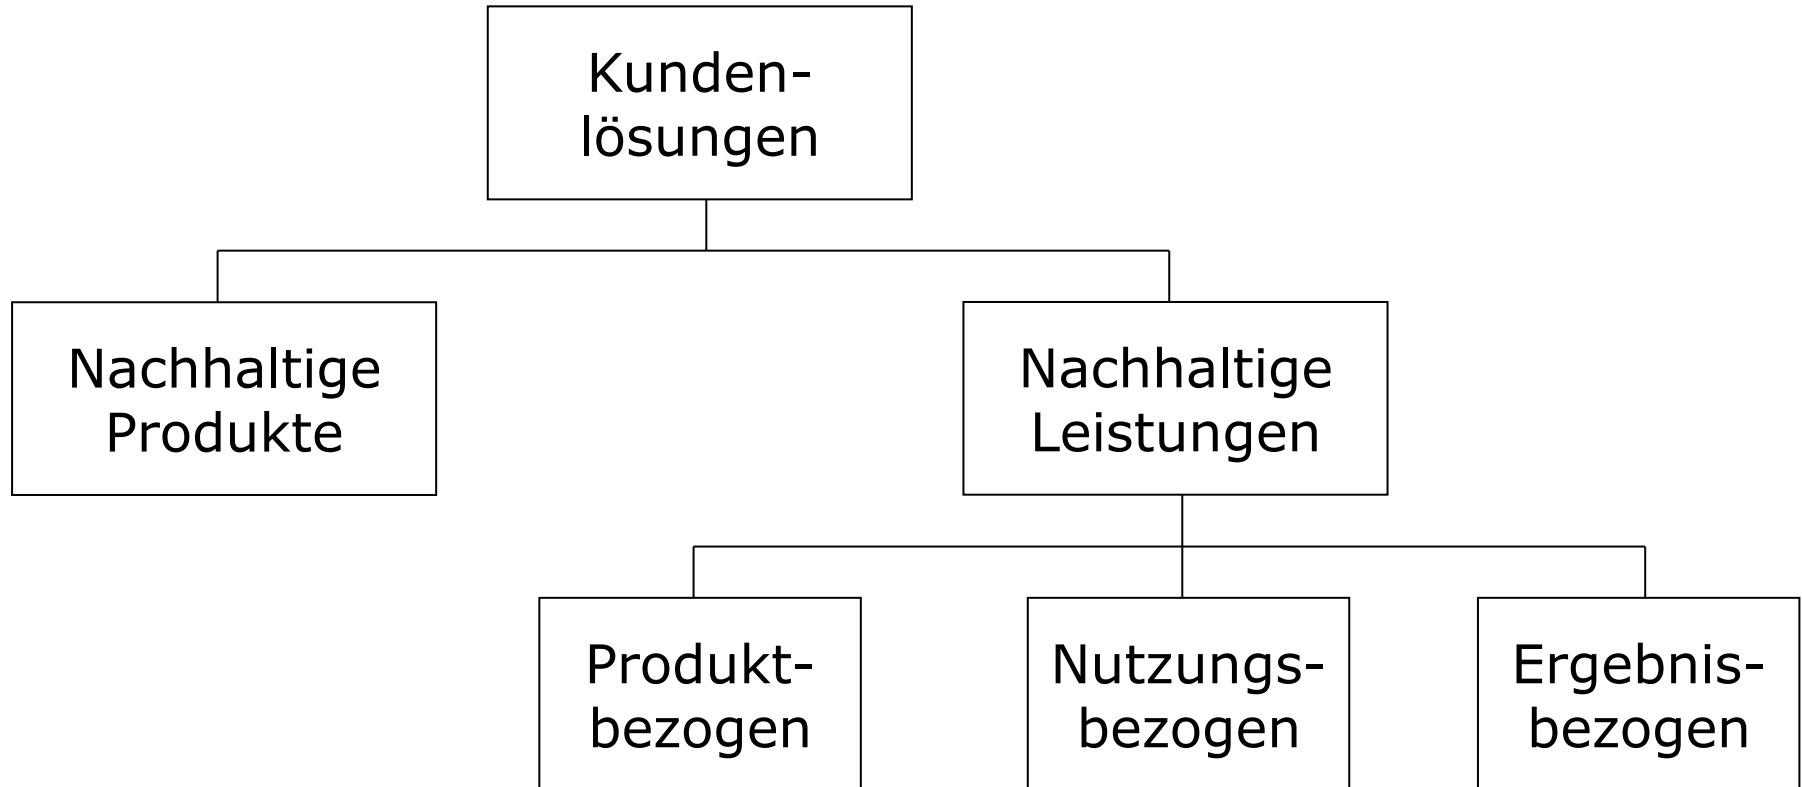 Kunden-
lösungen
Nachhaltige
Produkte
Nachhaltige
Leistungen
Produkt-
bezogen
Nutzungs-
bezogen
Ergebnis-
bezogen